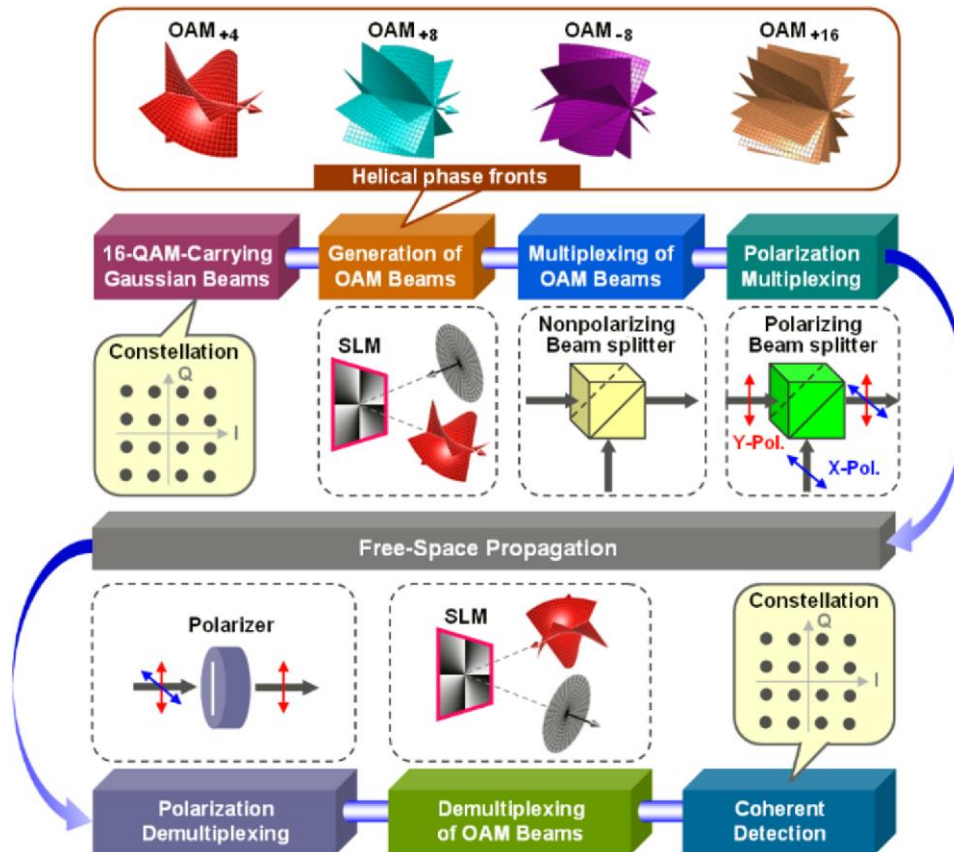 OAM+4
OAM+8
OAM-8
OAM+16
Helical phase fronts
16-QAM-Carrying
Gaussian Beams
Generation of
OAM Beams
Multiplexing of
OAM Beams
Polarization
Multiplexing
Constellation
Q
I
SLM
Nonpolarizing
Beam splitter
Polarizing
Beam splitter
Y-Pol.
X-Pol.
Free-Space Propagation
Polarizer
SLM
Constellation
Q
I
Polarization
Demultiplexing
Demultiplexing
of OAM Beams
Coherent
Detection